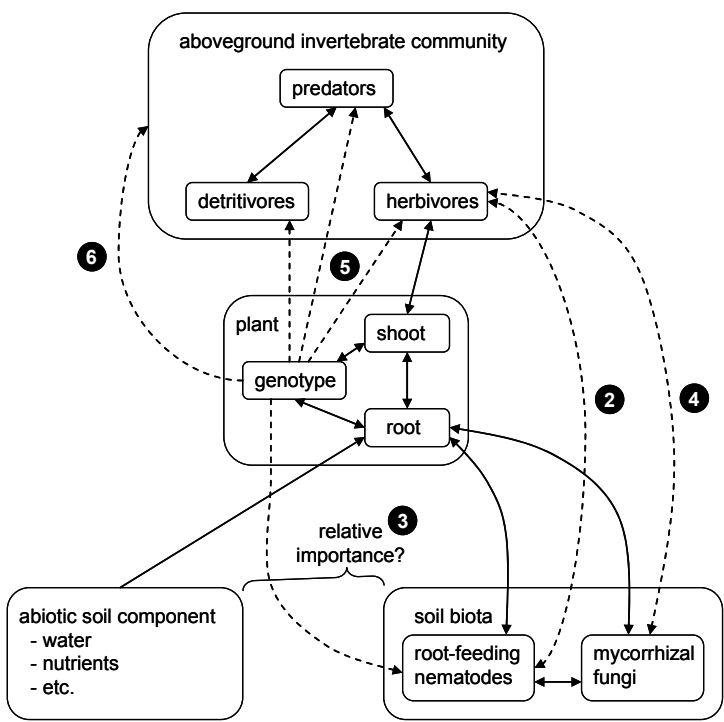 aboveground invertebrate community
predators
detritivores
herbivores
6
5
plant
shoot
genotype
2
4
root
relative
3
importance?
abiotic soil component
- water
- nutrients
- etc.
soil biota
root-feeding
nematodes
mycorrhizal
fungi